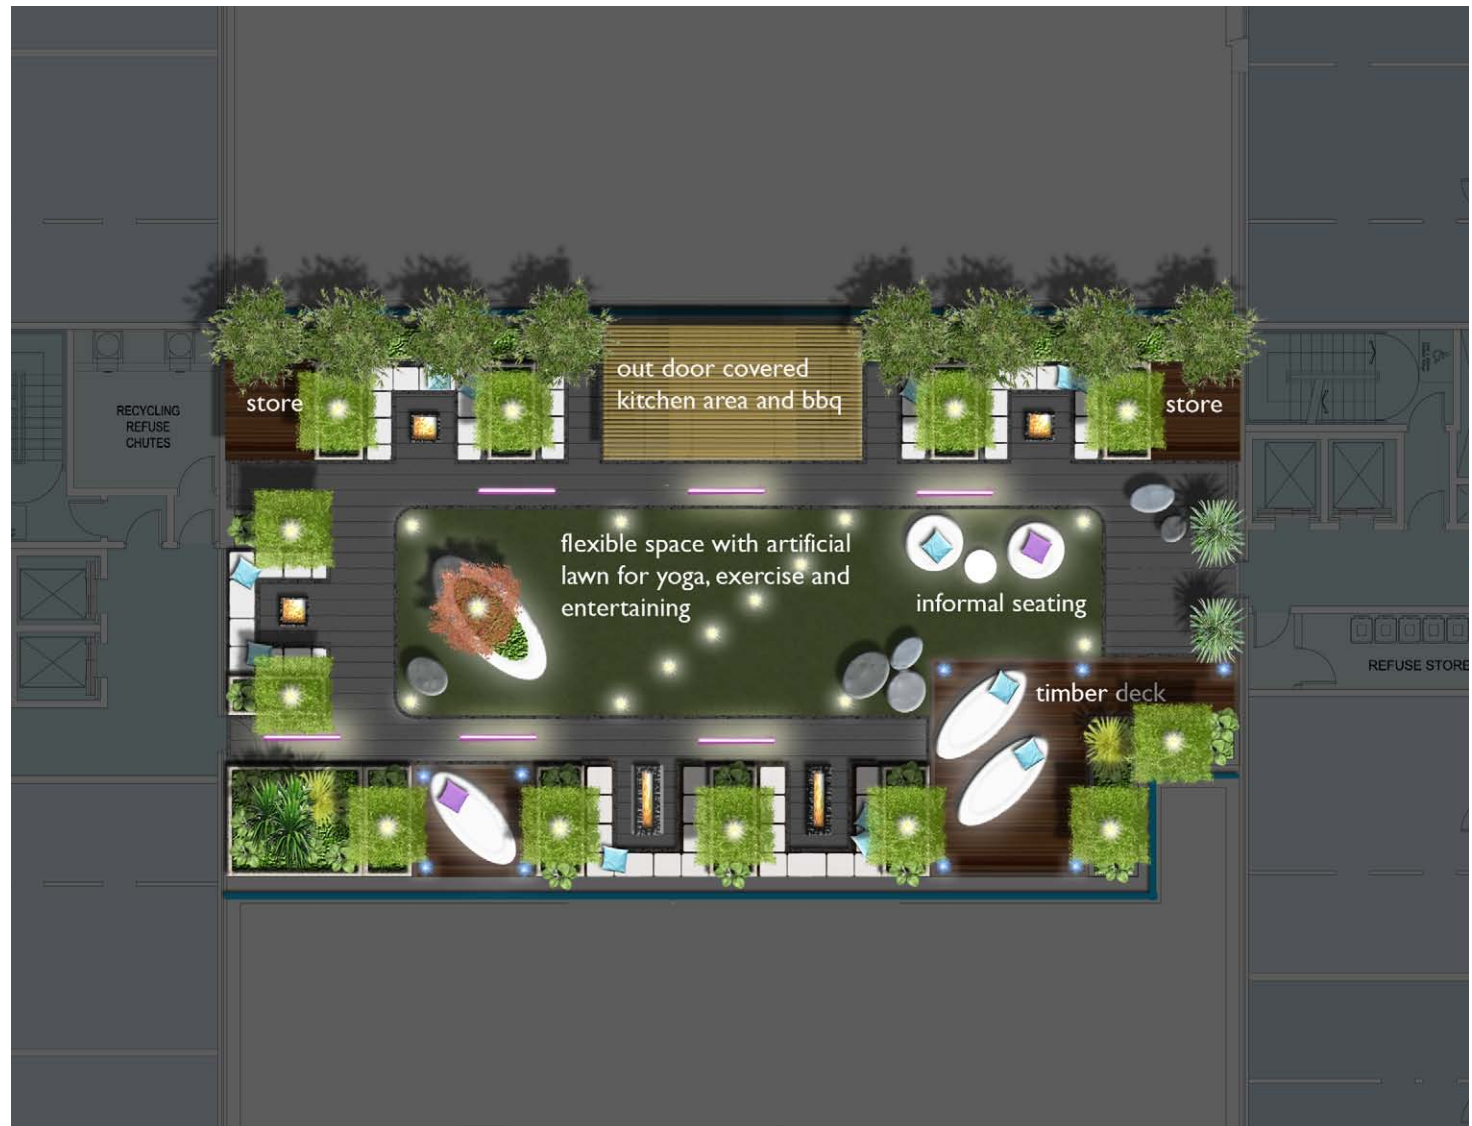 out door covered
kitchen area and bbq
store
store
RECYCLING
REFUSE
CHUTES
flexible space with artificial
lawn for yoga, exercise and
entertaining
informal seating
REFUSE STORE
timber deck